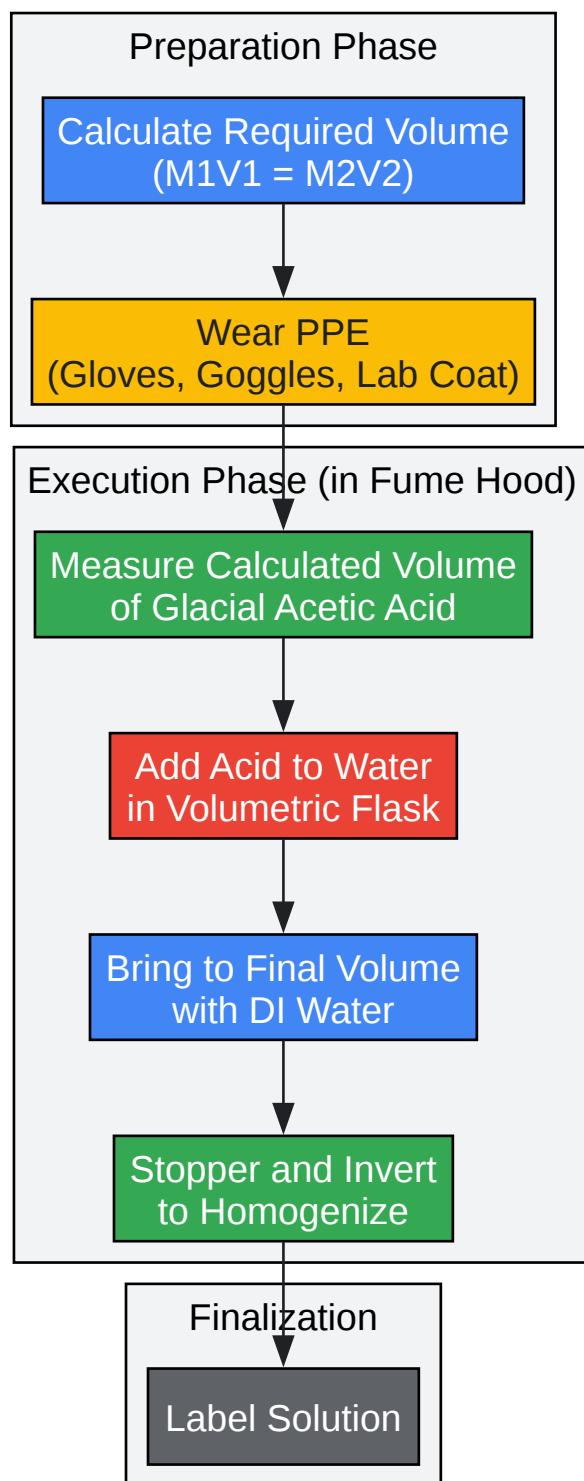 Preparation Phase
Calculate Required Volume
(M1V1 = M2V2)
Wear PPE
(Gloves, Goggles, Lab Coat)
Execution Phase (in Fume Hood)
Measure Calculated Volume
of Glacial Acetic Acid
Add Acid to Water
in Volumetric Flask
Bring to Final Volume
with DI Water
Stopper and Invert
to Homogenize
Finalization
Label Solution